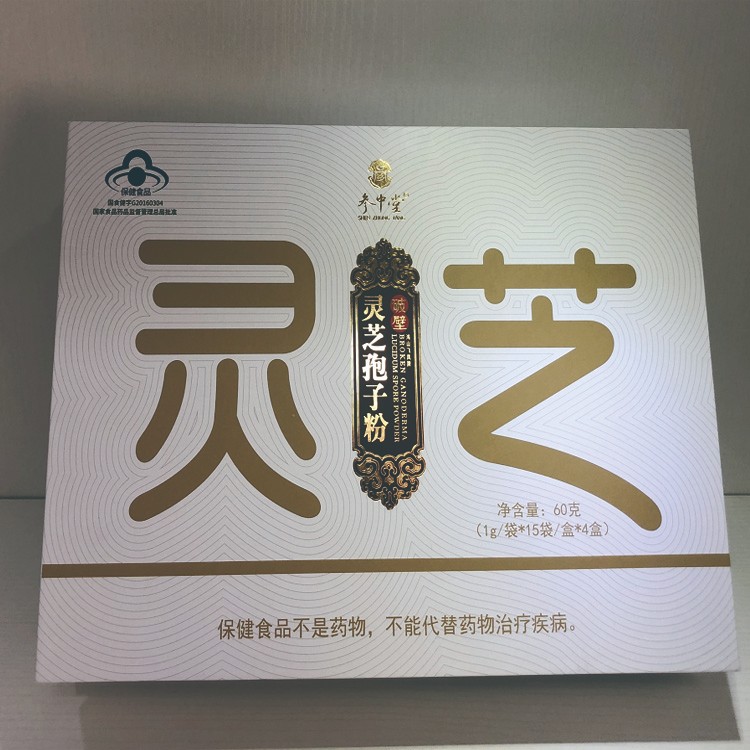 保健食品
国食健字G20160304
国家食品药品监督管理总局批准
参中堂
灵芝
破壁
灵芝孢子粉
BROKEN GANODERMA
LUCIDUM SPORE POWDER
净含量：60克
（1g/袋*15袋/盒*4盒）
保健食品不是药物，不能代替药物治疗疾病。